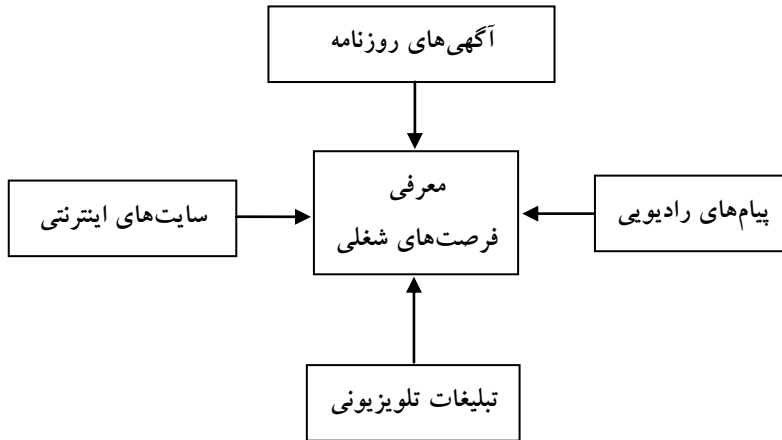 آگهی‌های روزنامه
معرفی
فرصت‌های شغلی
پیام‌های رادیویی
سایت‌های اینترنتی
تبلیغات تلویزیونی